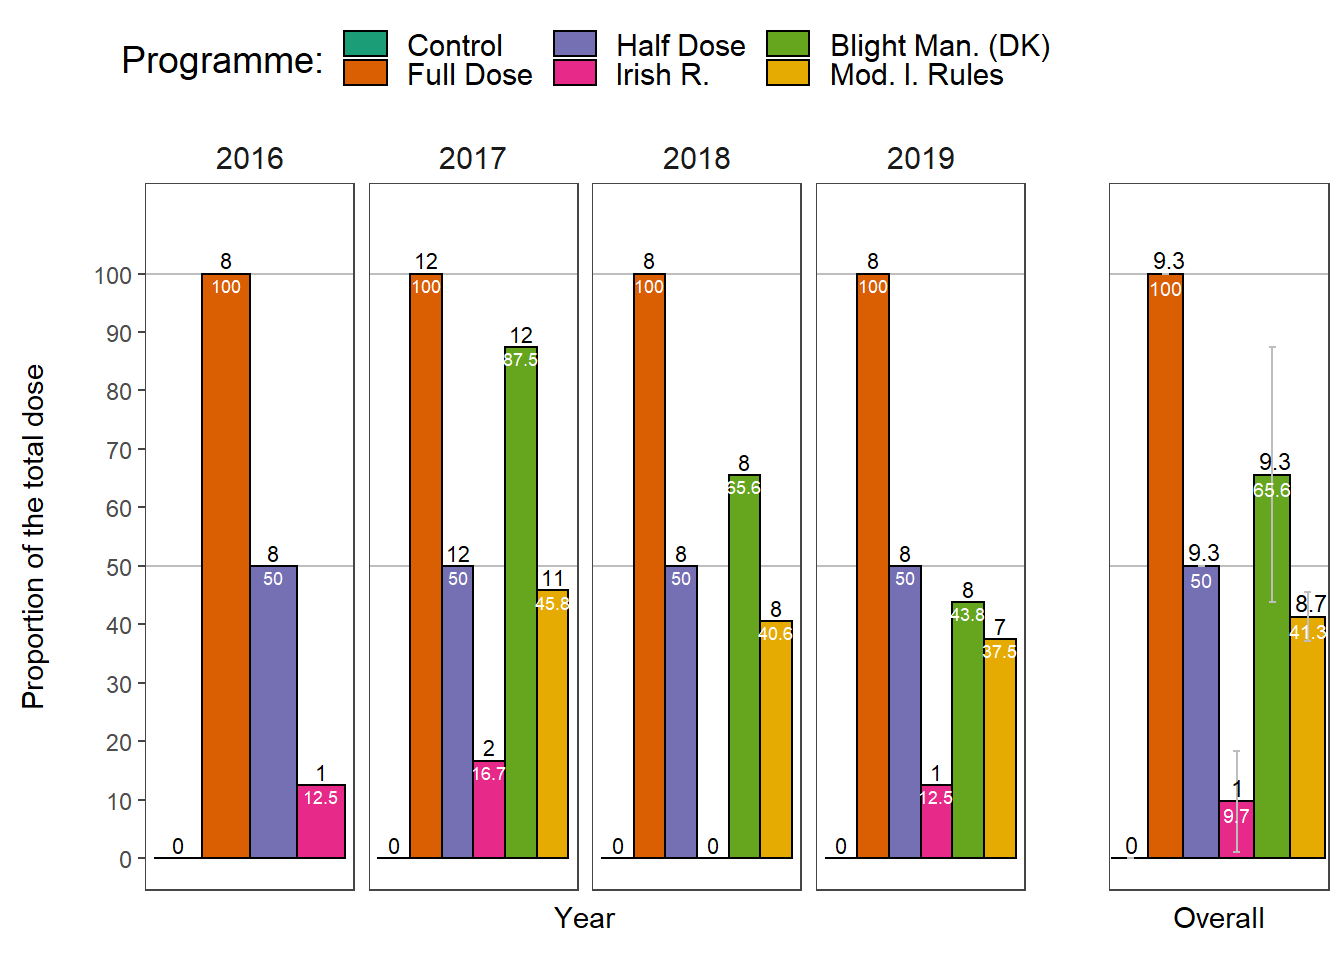 Programme:
Control Half Dose Blight Man. (DK)
Full Dose Irish R. Mod. I. Rules
2016 2017 2018 2019
Proportion of the total dose
100
90
80
70
60
50
40
30
20
10
0
0 8 100 8 50 1 12.5
0 12 100 12 50 2 16.7 12 87.5 11 45.8
0 8 100 8 50 0 8 65.6 8 40.6
0 8 100 8 50 1 12.5 8 43.8 7 37.5
0 9.3 100 9.3 50 1 9.7 9.3 65.6 8.7 41.3
Year Overall